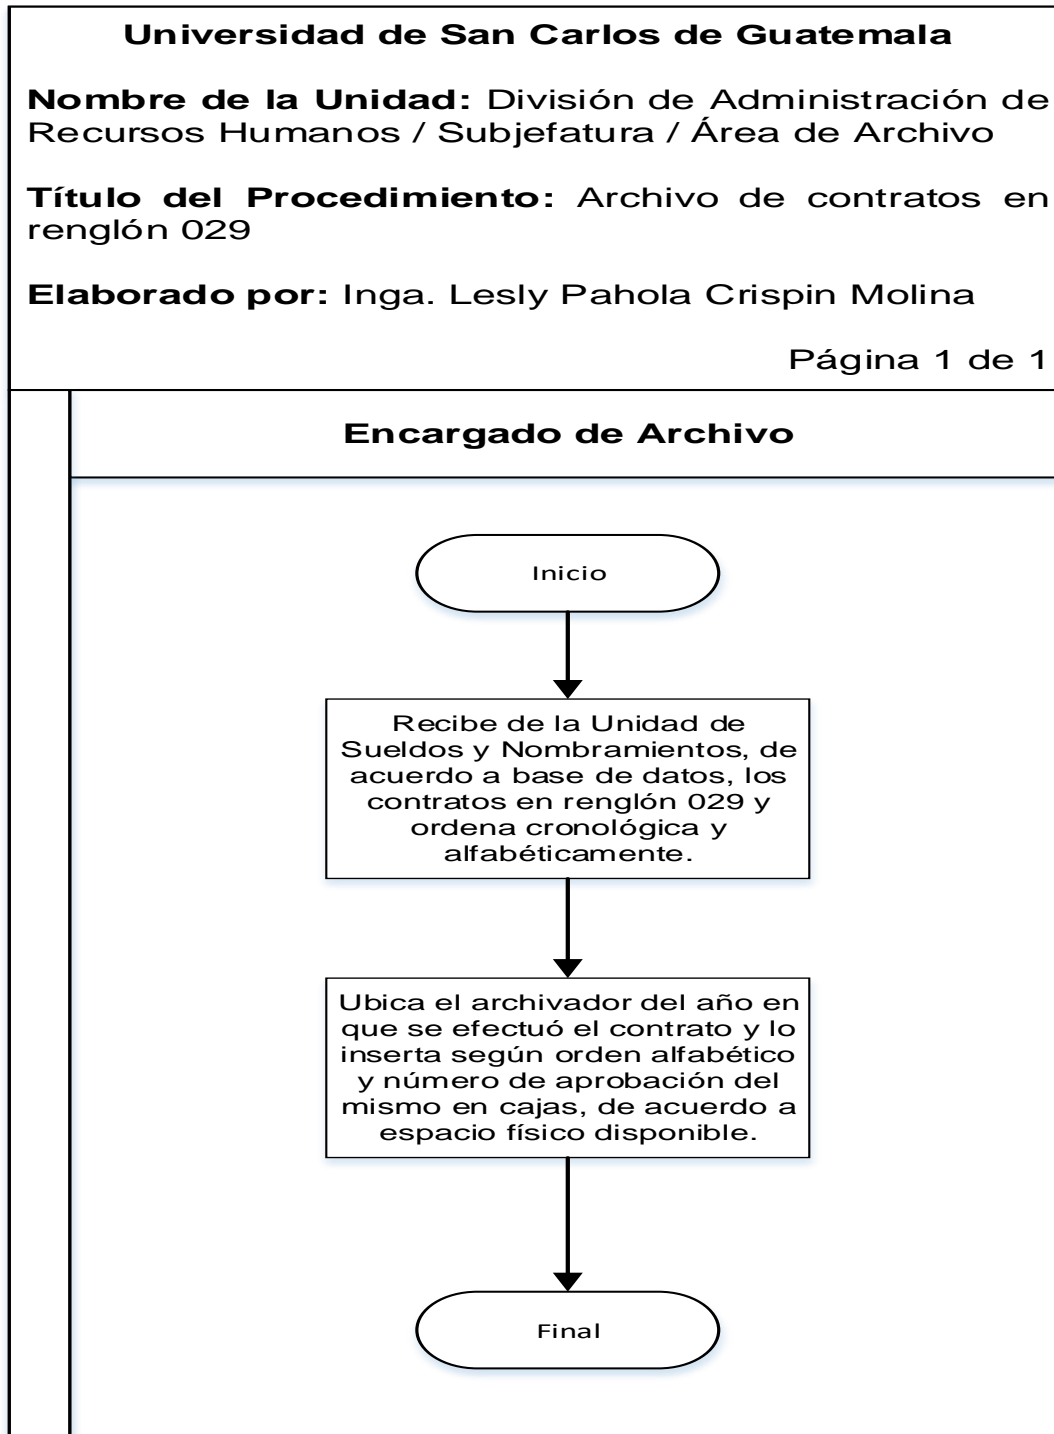 Universidad de San Carlos de Guatemala
Nombre de la Unidad: División de Administración de
Recursos Humanos / Subjefatura / Área de Archivo
Título del Procedimiento: Archivo de contratos en
renglón 029
Elaborado por: Inga. Lesly Pahola Crispin Molina
Página 1 de 1
Encargado de Archivo
Inicio
Recibe de la Unidad de
Sueldos y Nombramientos, de
acuerdo a base de datos, los
contratos en renglón 029 y
ordena cronológica y
alfabéticamente.
Ubica el archivador del año en
que se efectuó el contrato y lo
inserta según orden alfabético
y número de aprobación del
mismo en cajas, de acuerdo a
espacio físico disponible.
Final